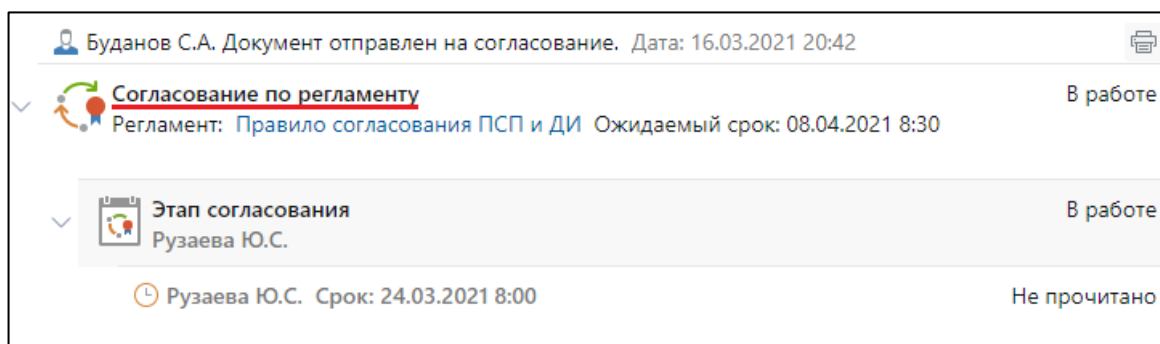 Буданов С.А. Документ отправлен на согласование. Дата: 16.03.2021 20:42
Согласование по регламенту В работе
Регламент: Правило согласования ПСП и ДИ Ожидаемый срок: 08.04.2021 8:30
Этап согласования В работе
Рузаева Ю.С.
Рузаева Ю.С. Срок: 24.03.2021 8:00 Не прочитано